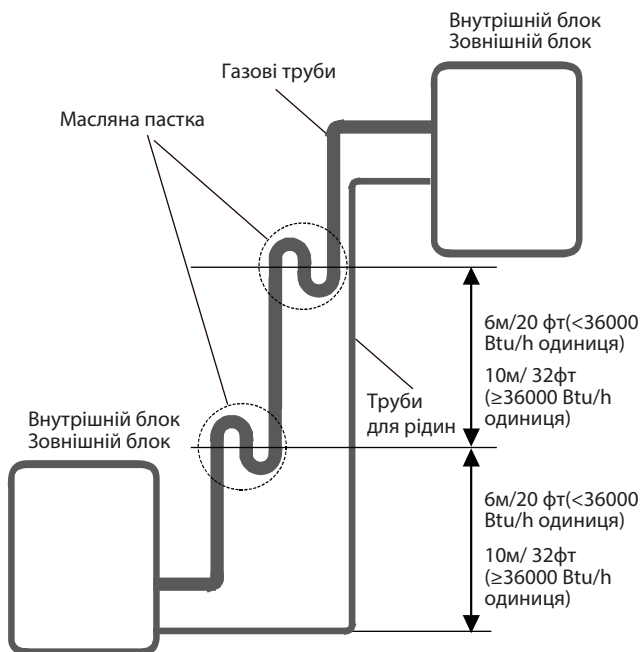 Внутрішній блок
Зовнішній блок
Газові труби
Масляна пастка
6м/20 фт(<36000
Btu/h одиниця)
10м/ 32фт
(≥36000 Btu/h
одиниця)
Труби
для рідин
Внутрішній блок
Зовнішній блок
6м/20 фт(<36000
Btu/h одиниця)
10м/ 32фт
(≥36000 Btu/h
одиниця)